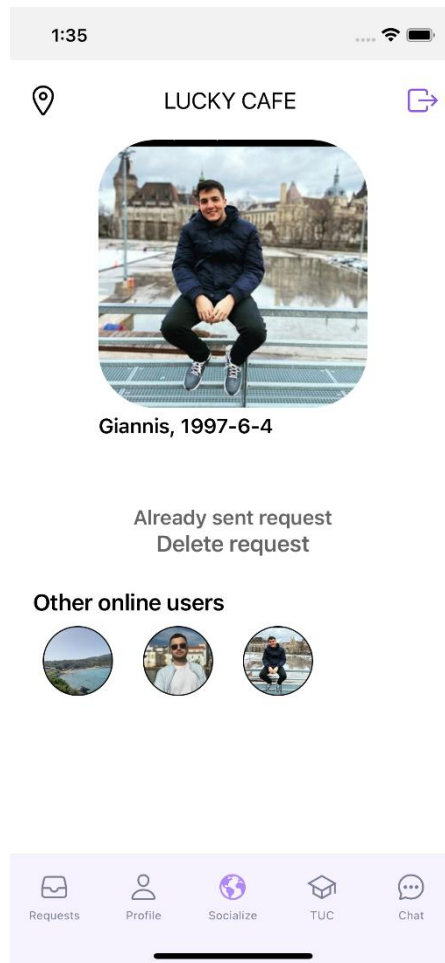 1:35
LUCKY CAFE
Giannis, 1997-6-4
Already sent request
Delete request
Other online users
Requests
Profile
Socialize
TUC
Chat